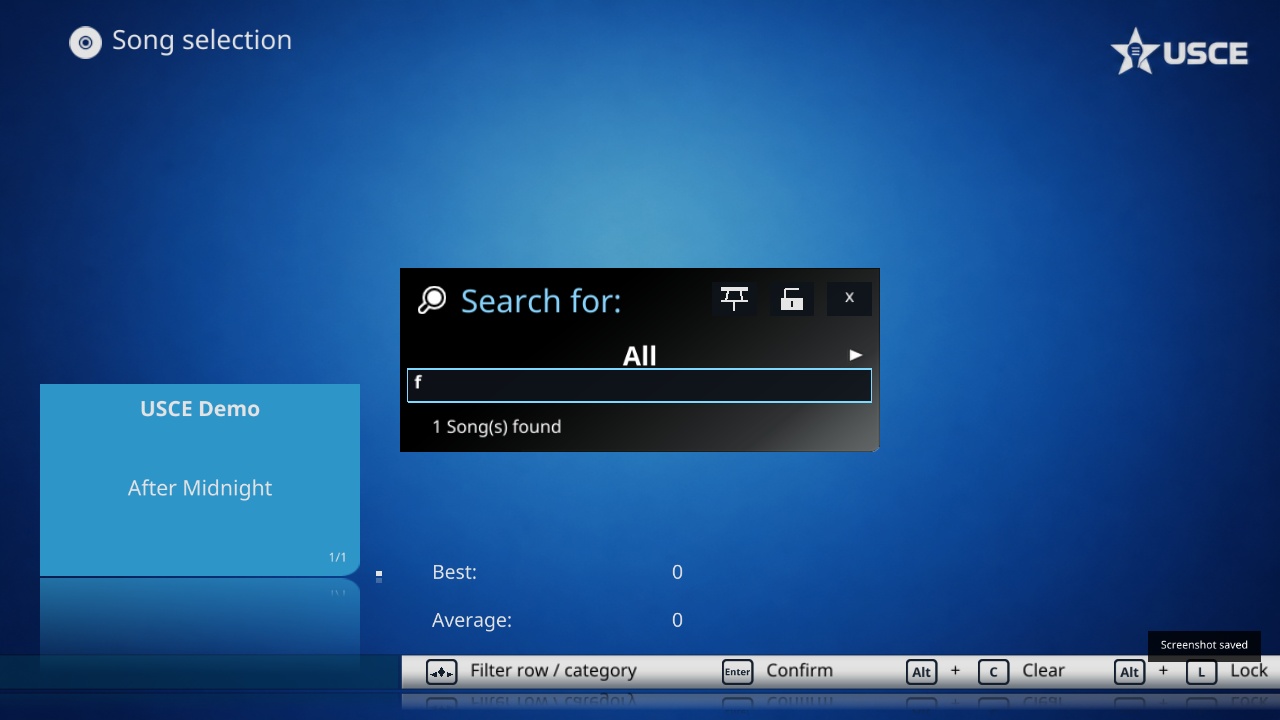 Song selection
USCE
Search for:
x
All
f
1 Song(s) found
USCE Demo
After Midnight
1/1
Best: 0
Average: 0
Screenshot saved
Filter row / category Enter Confirm Alt + C Clear Alt + L Lock